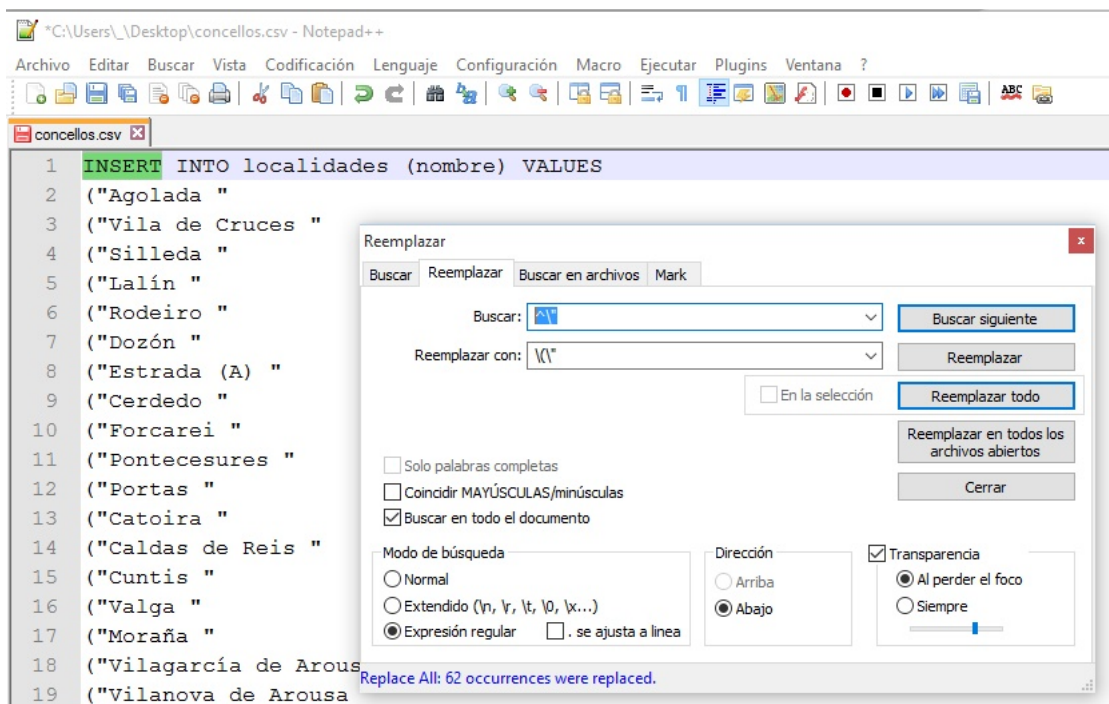 *C:\Users\_\Desktop\concellos.csv - Notepad++
Archivo Editar Buscar Vista Codificación Lenguaje Configuración Macro Ejecutar Plugins Ventana ?
ABC
concellos.csv
1 INSERT INTO localidades (nombre) VALUES
2 ("Agolada "
3 ("Vila de Cruces "
4 ("Silleda "
5 ("Lalín "
6 ("Rodeiro "
7 ("Dozón "
8 ("Estrada (A) "
9 ("Cerdedo "
10 ("Forcarei "
11 ("Pontecesures "
12 ("Portas "
13 ("Catoira "
14 ("Caldas de Reis "
15 ("Cuntis "
16 ("Valga "
17 ("Moraña "
18 ("Vilagarcía de Arous
19 ("Vilanova de Arousa
Reemplazar
x
Buscar Reemplazar Buscar en archivos Mark
Buscar: ^\"
Buscar siguiente
Reemplazar con: \(\"
Reemplazar
En la selección
Reemplazar todo
Reemplazar en todos los
archivos abiertos
Cerrar
Solo palabras completas
Coincidir MAYÚSCULAS/minúsculas
Buscar en todo el documento
Modo de búsqueda
Normal
Extendido (\n, \r, \t, \0, \x...)
Expresión regular . se ajusta a linea
Dirección
Arriba
Abajo
Transparencia
Al perder el foco
Siempre
Replace All: 62 occurrences were replaced.